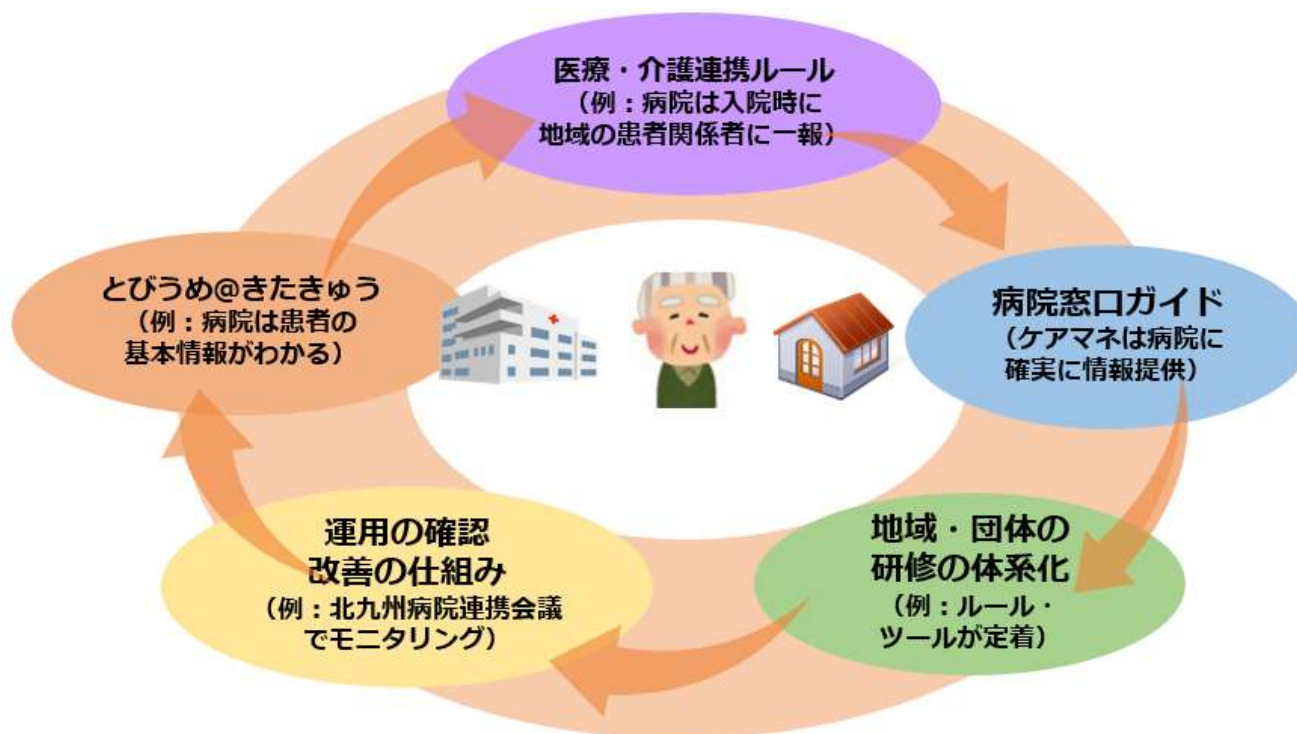 医療・介護連携ルール
（例：病院は入院時に
地域の患者関係者に一報）
とびうめ@きたきゅう
（例：病院は患者の
基本情報がわかる）
病院窓口ガイド
（ケアマネは病院に
確実に情報提供）
運用の確認
改善の仕組み
（例：北九州病院連携会議
でモニタリング）
地域・団体の
研修の体系化
（例：ルール・
ツールが定着）